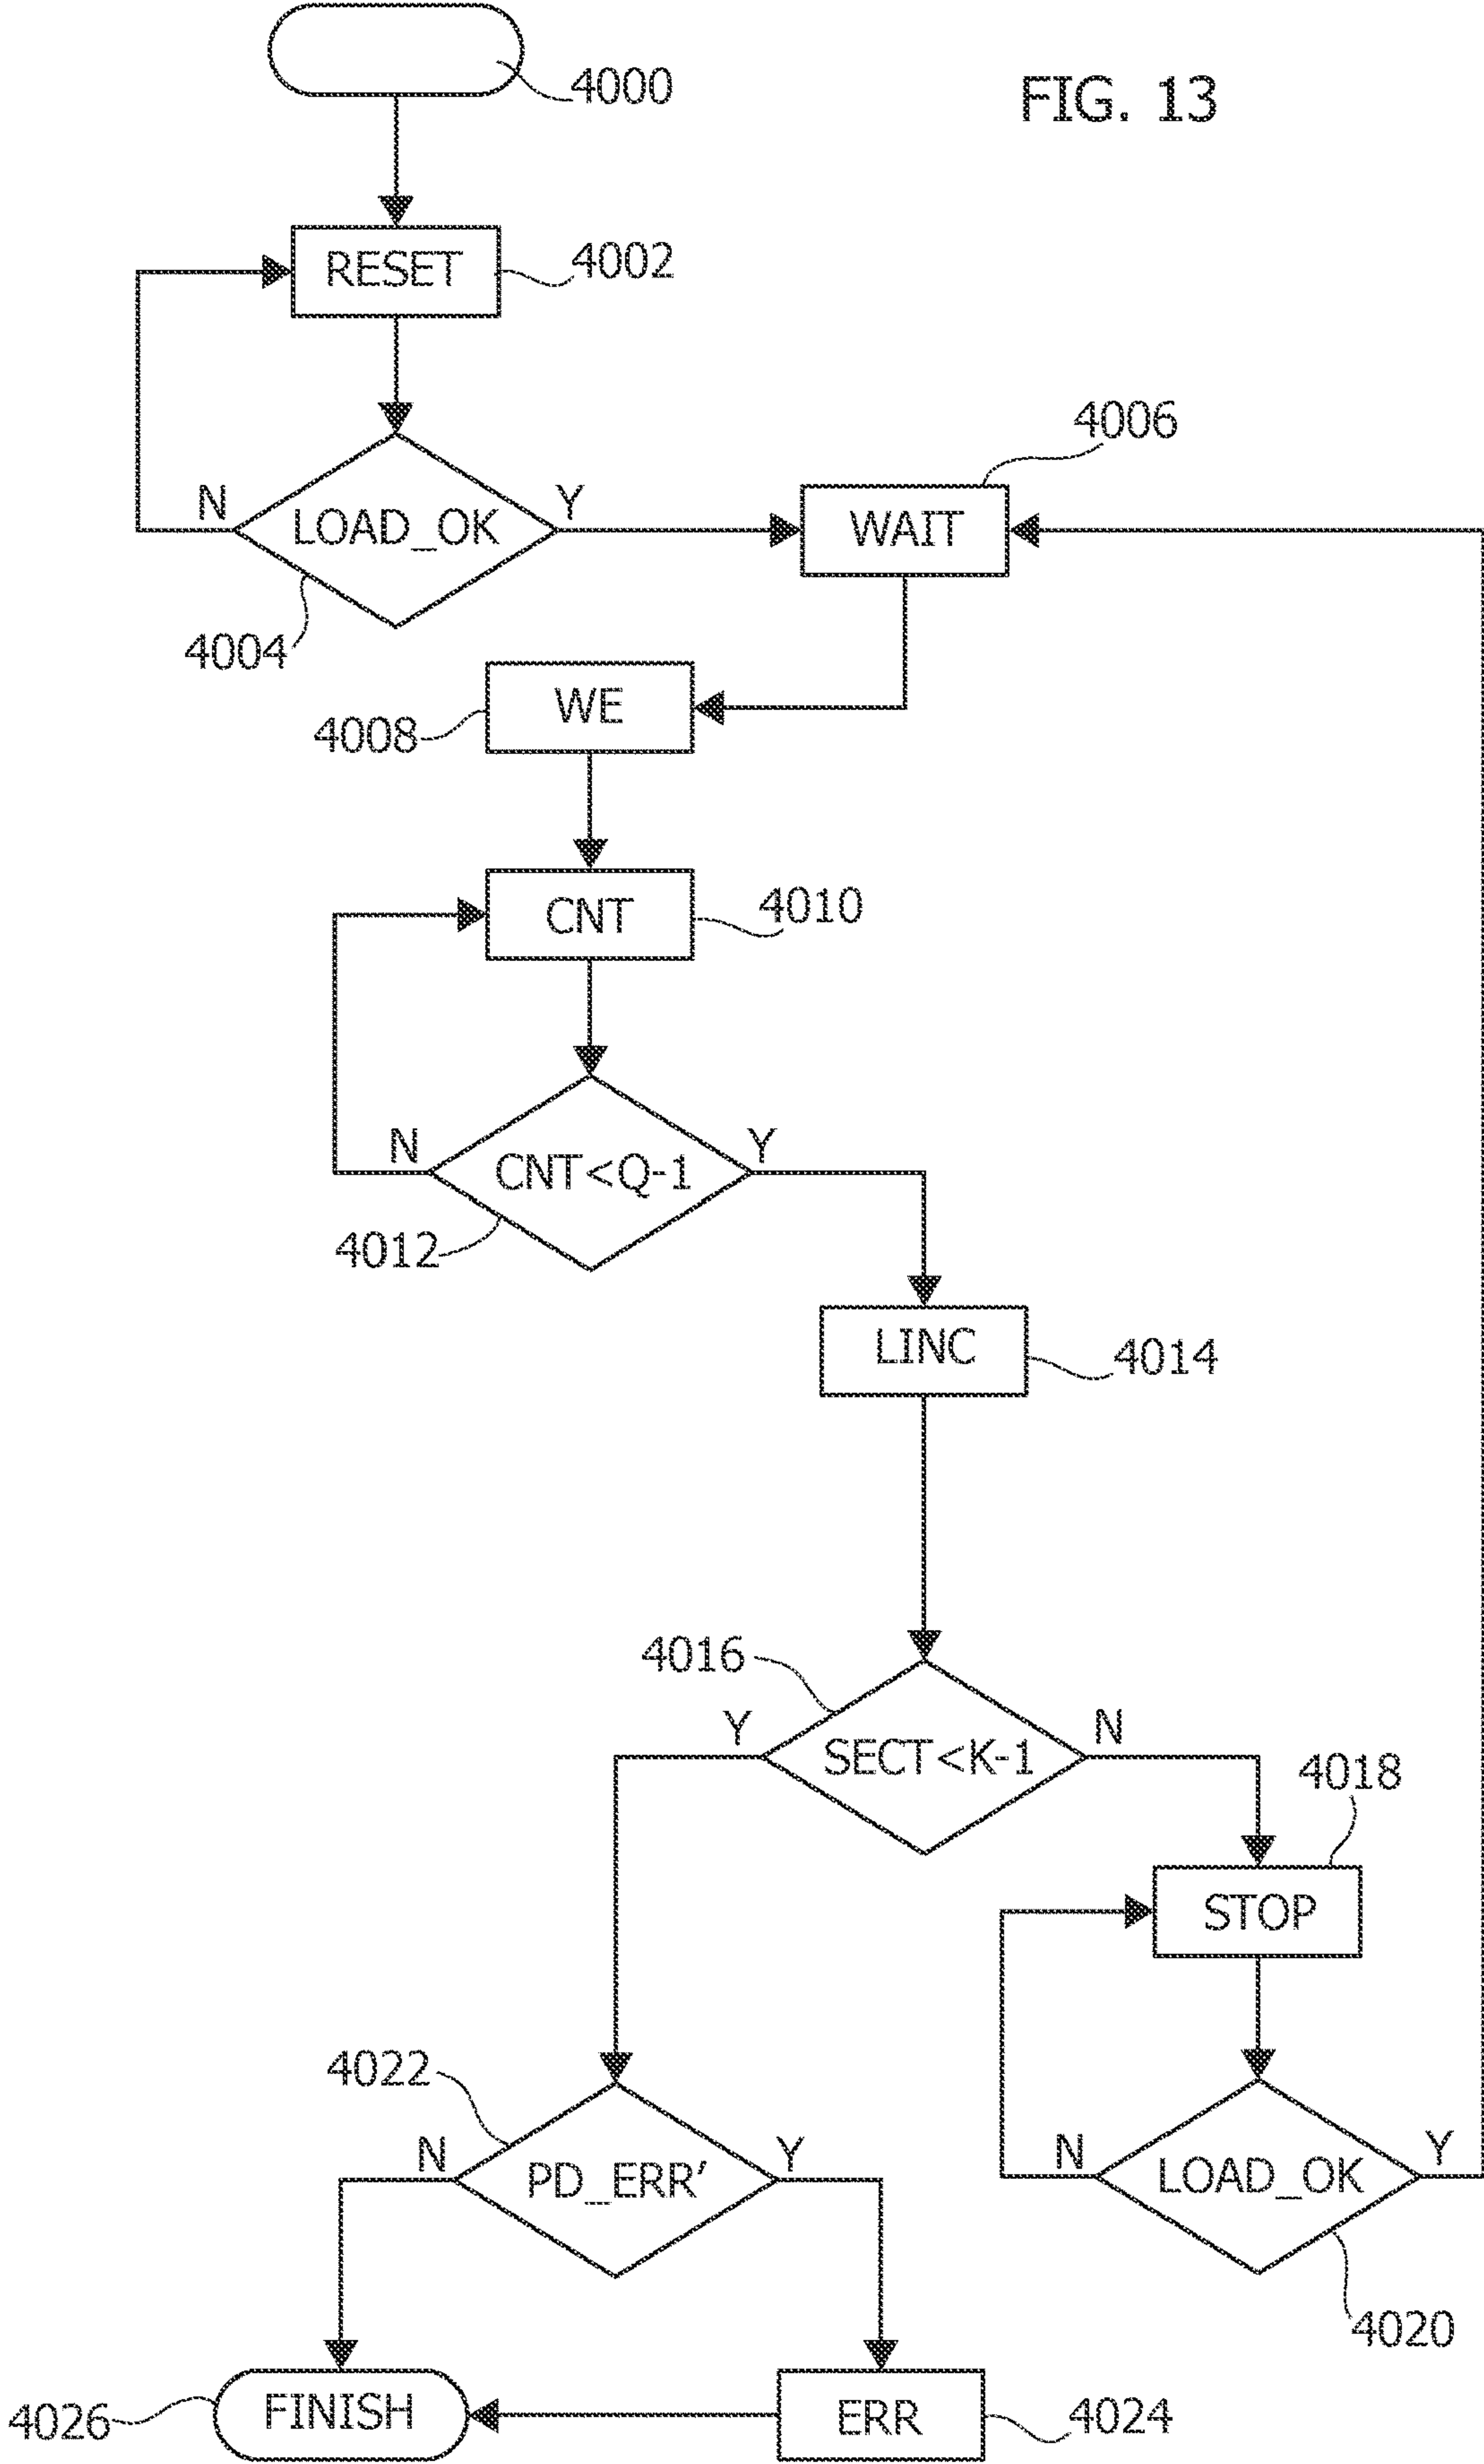 4000
FIG. 13
RESET
4002
4006
N
LOAD_OK
Y
WAIT
4004
WE
4008
CNT
4010
N
CNT<Q-1
Y
4012
LINC
4014
4016
Y
SECT<K-1
N
4018
STOP
4022
N
PD_ERR'
Y
N
LOAD_OK
Y
4020
4026
FINISH
ERR
4024